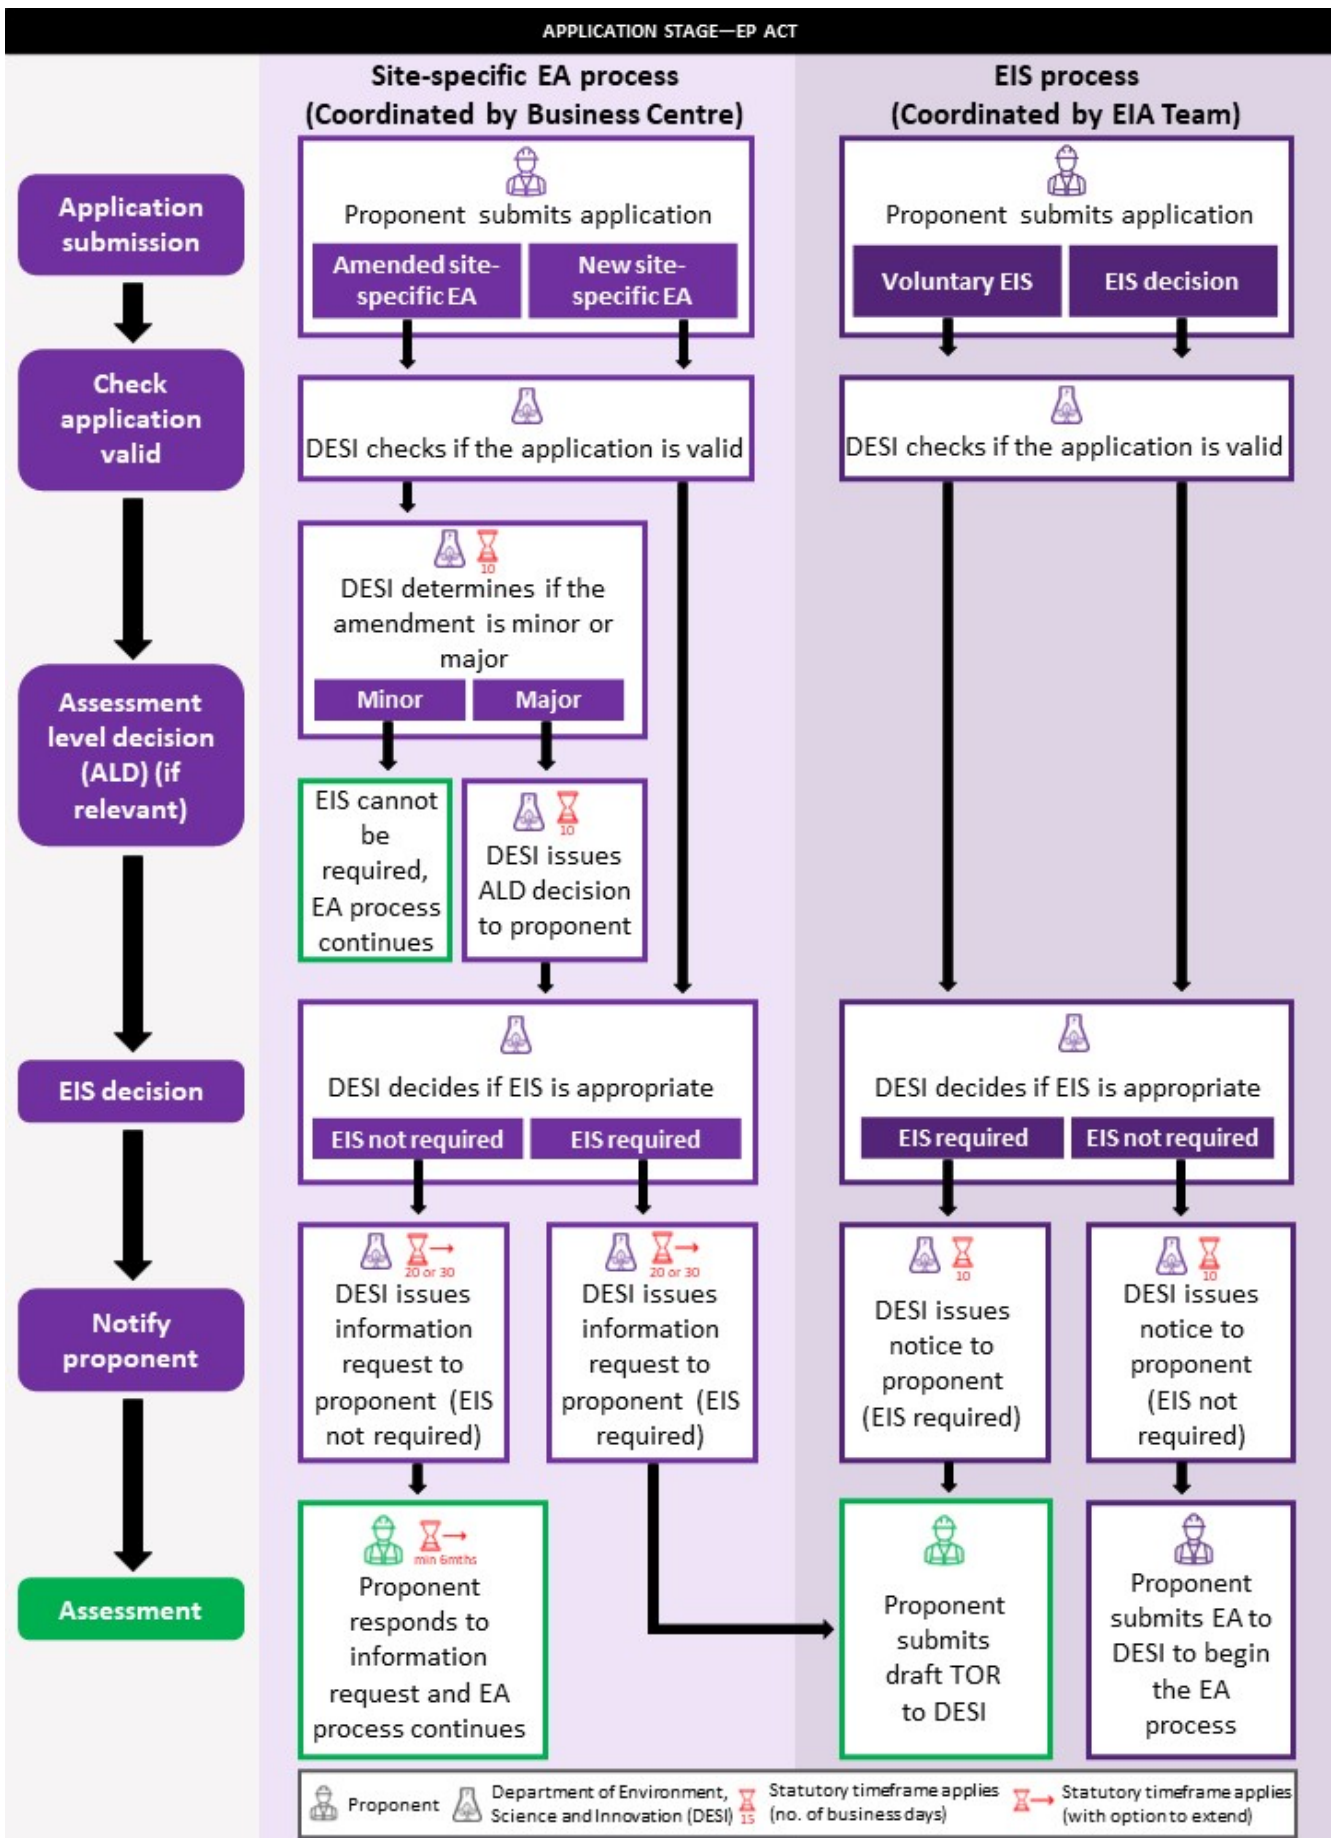 APPLICATION STAGE—EP ACT
Site-specific EA process
(Coordinated by Business Centre)
EIS process
(Coordinated by EIA Team)
Application
submission
Proponent submits application
Amended site-
specific EA
New site-
specific EA
Proponent submits application
Voluntary EIS
EIS decision
Check
application
valid
DESI checks if the application is valid
DESI checks if the application is valid
Assessment
level decision
(ALD) (if
relevant)
10
DESI determines if the
amendment is minor or
major
Minor
Major
EIS cannot
be
required,
EA process
continues
10
DESI issues
ALD decision
to proponent
EIS decision
DESI decides if EIS is appropriate
EIS not required
EIS required
DESI decides if EIS is appropriate
EIS required
EIS not required
Notify
proponent
20 or 30
DESI issues
information
request to
proponent (EIS
not required)
20 or 30
DESI issues
information
request to
proponent (EIS
required)
10
DESI issues
notice to
proponent
(EIS required)
10
DESI issues
notice to
proponent
(EIS not
required)
Assessment
min 6mths
Proponent
responds to
information
request and EA
process continues
Proponent
submits
draft TOR
to DESI
Proponent
submits EA to
DESI to begin
the EA
process
Proponent
Department of Environment,
Science and Innovation (DESI)
15
Statutory timeframe applies
(no. of business days)
Statutory timeframe applies
(with option to extend)